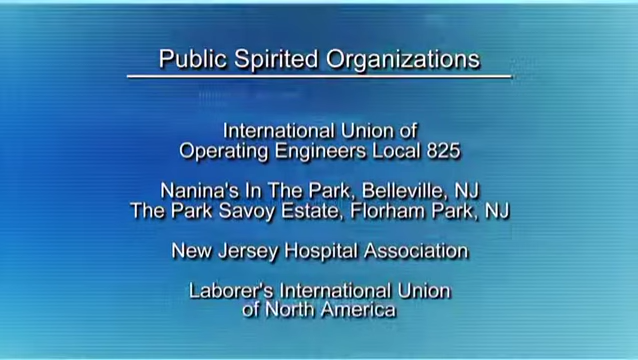 Public Spirited Organizations
International Union of
Operating Engineers Local 825
Nanina's In The Park, Belleville, NJ
The Park Savoy Estate, Florham Park, NJ
New Jersey Hospital Association
Laborer's International Union
of North America